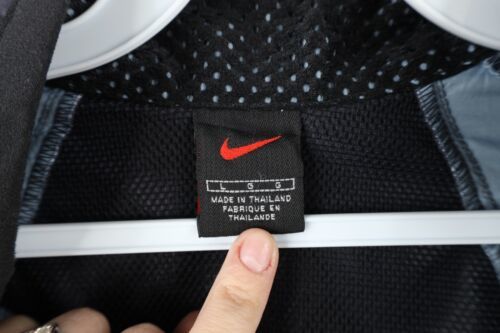 L G G
MADE IN THAILAND
FABRIQUE EN
THAILANDE